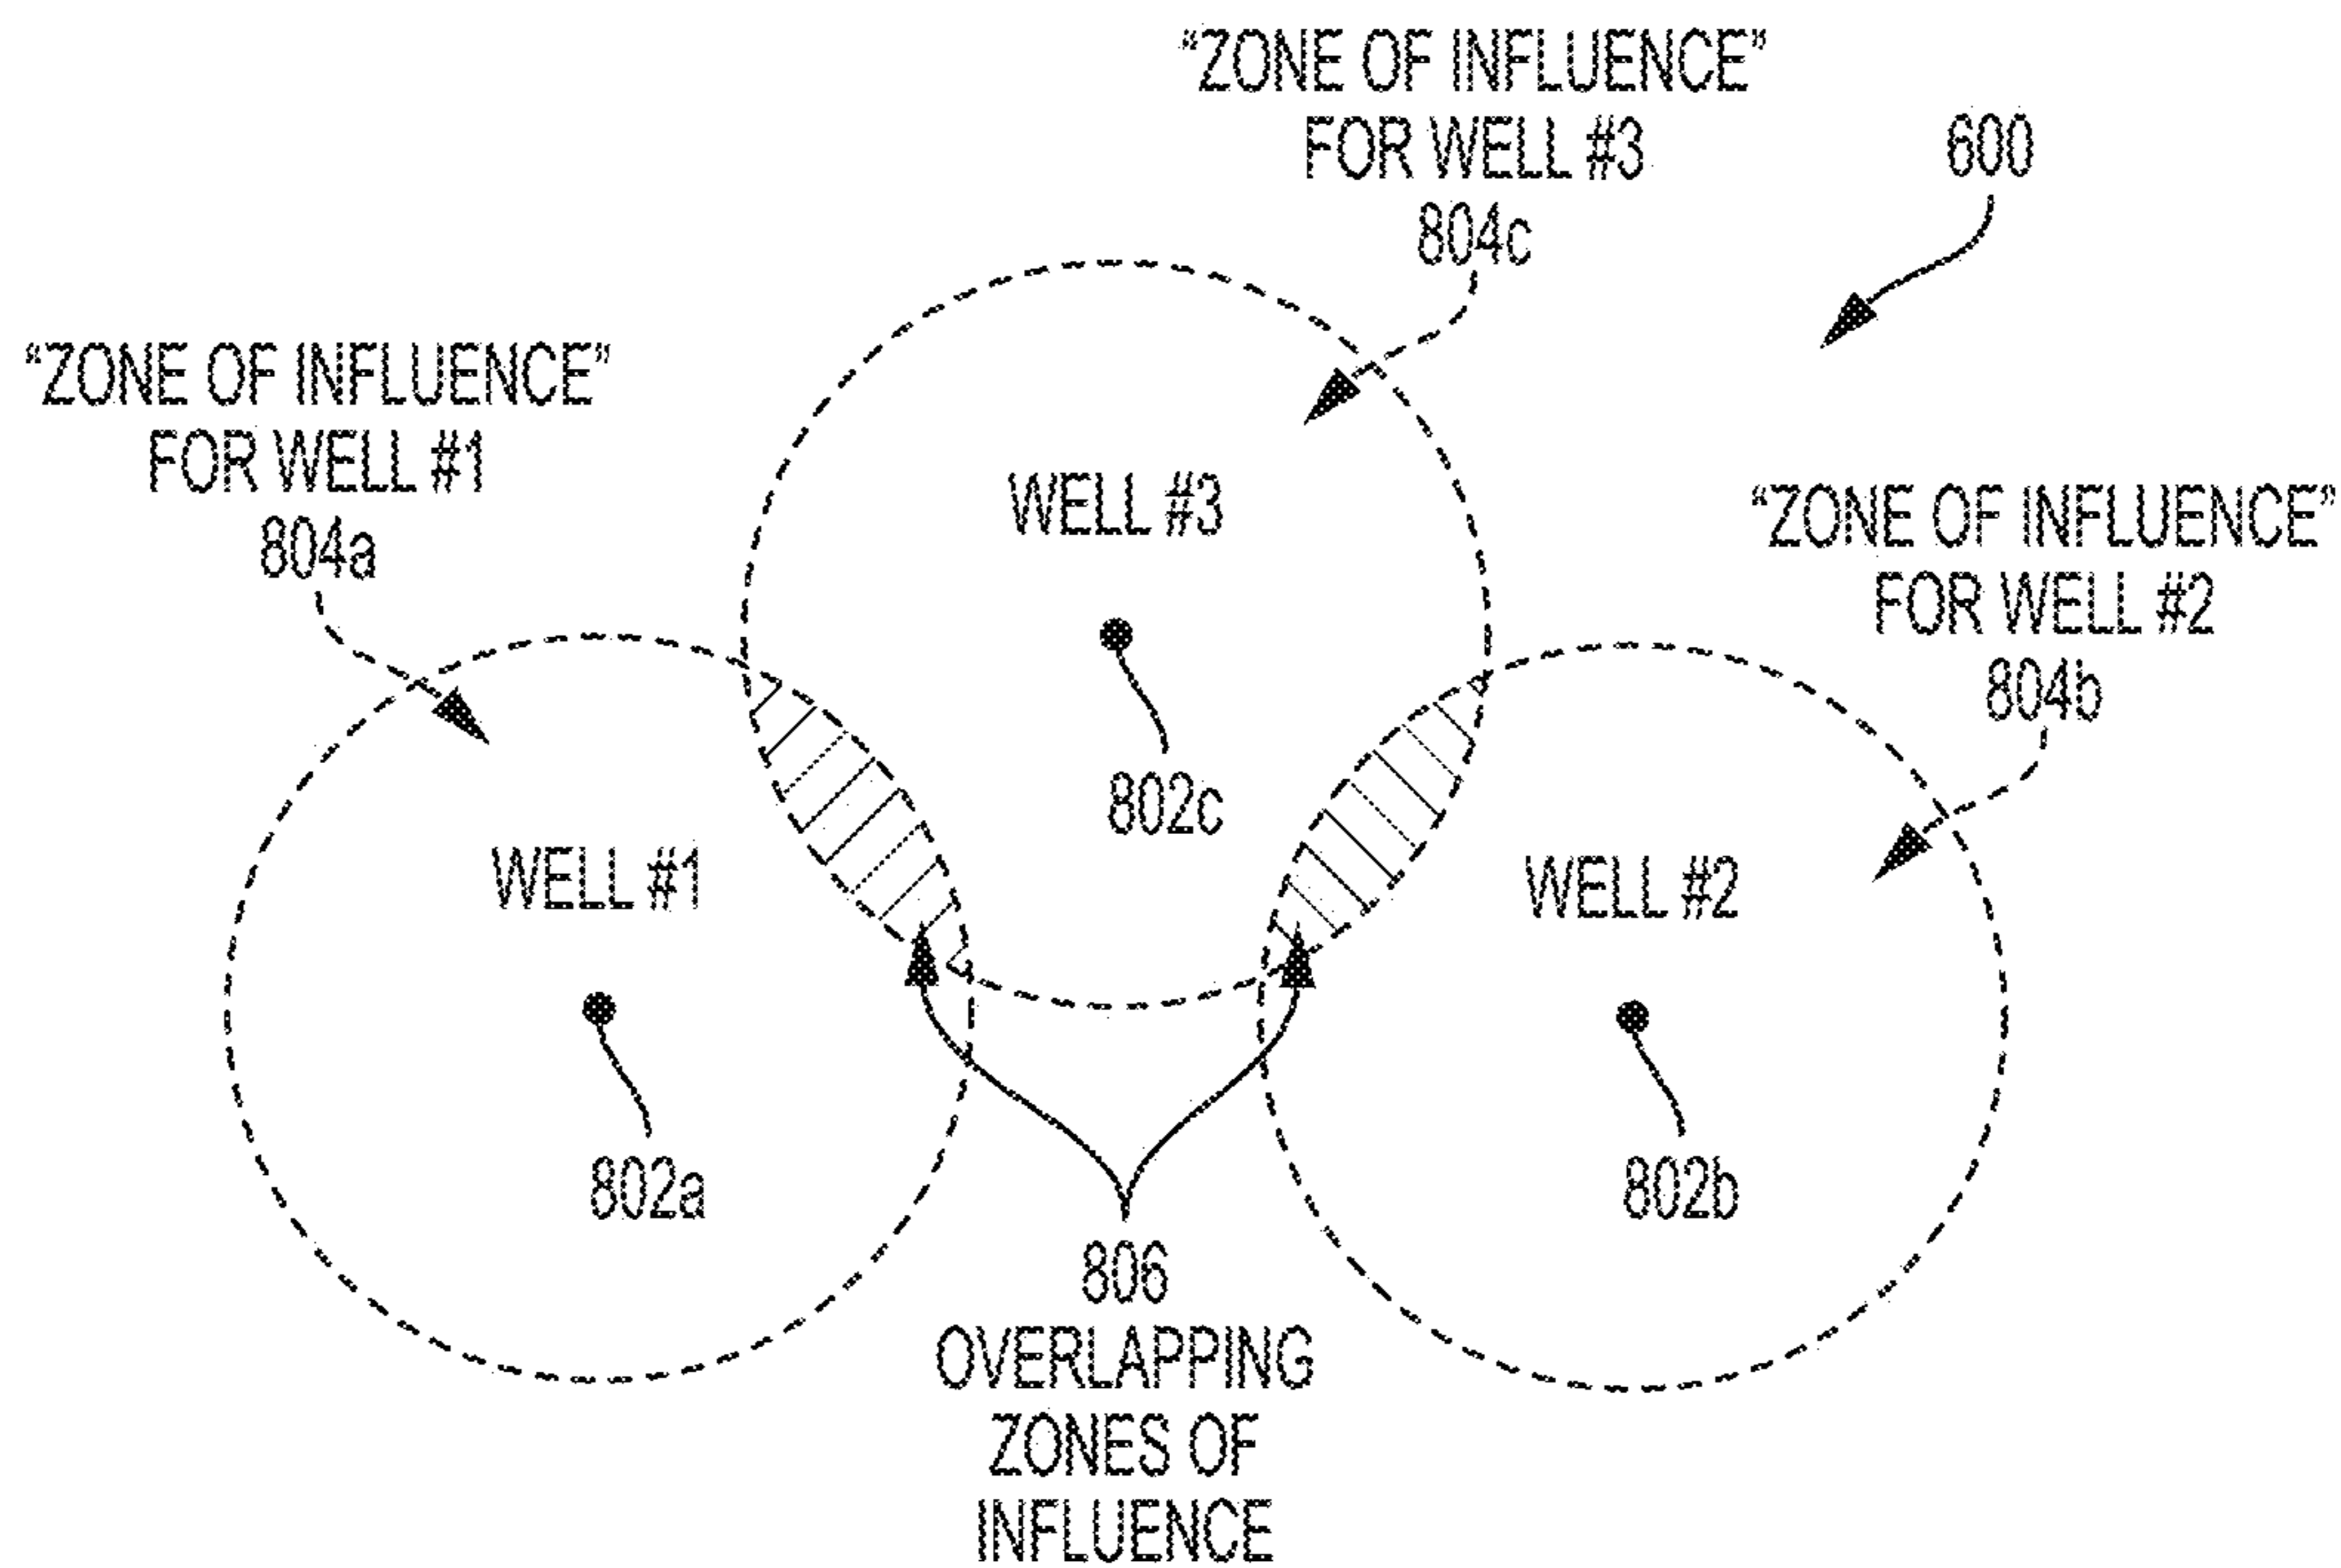 “ZONE OF INFLUENCE”
FOR WELL #3
804c
600
“ZONE OF INFLUENCE”
FOR WELL #1
804a
WELL #3
“ZONE OF INFLUENCE”
FOR WELL #2
804b
802c
WELL #1
WELL #2
802a
802b
806
OVERLAPPING
ZONES OF
INFLUENCE